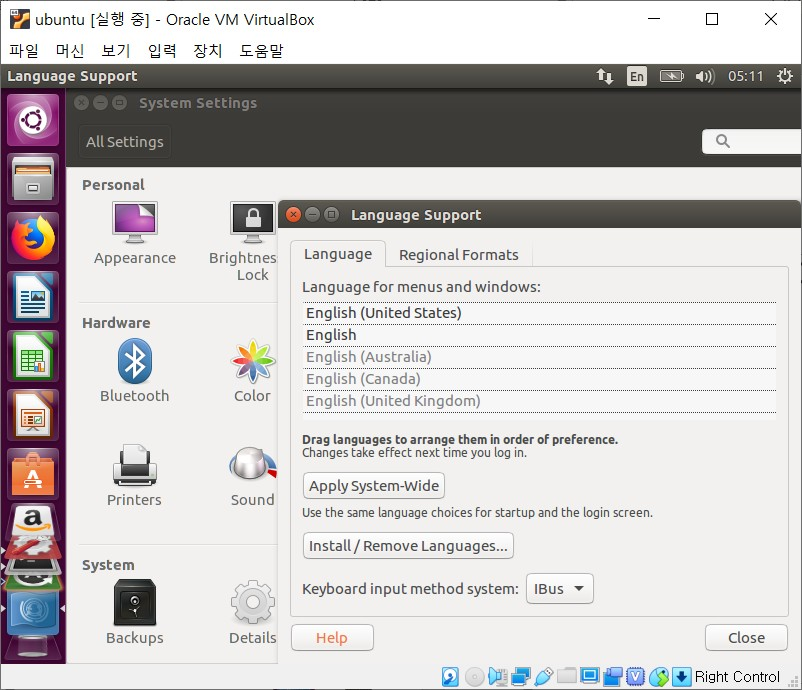 ubuntu [실행 중] - Oracle VM VirtualBox
파일 머신 보기 입력 장치 도움말
Language Support En 05:11
System Settings
All Settings
Personal
Appearance
Brightness
Lock
Hardware
Bluetooth
Color
Printers
Sound
System
Backups
Details
Language Support
Language Regional Formats
Language for menus and windows:
English (United States)
English
English (Australia)
English (Canada)
English (United Kingdom)
Drag languages to arrange them in order of preference.
Changes take effect next time you log in.
Apply System-Wide
Use the same language choices for startup and the login screen.
Install / Remove Languages...
Keyboard input method system: IBus
Help Close
Right Control